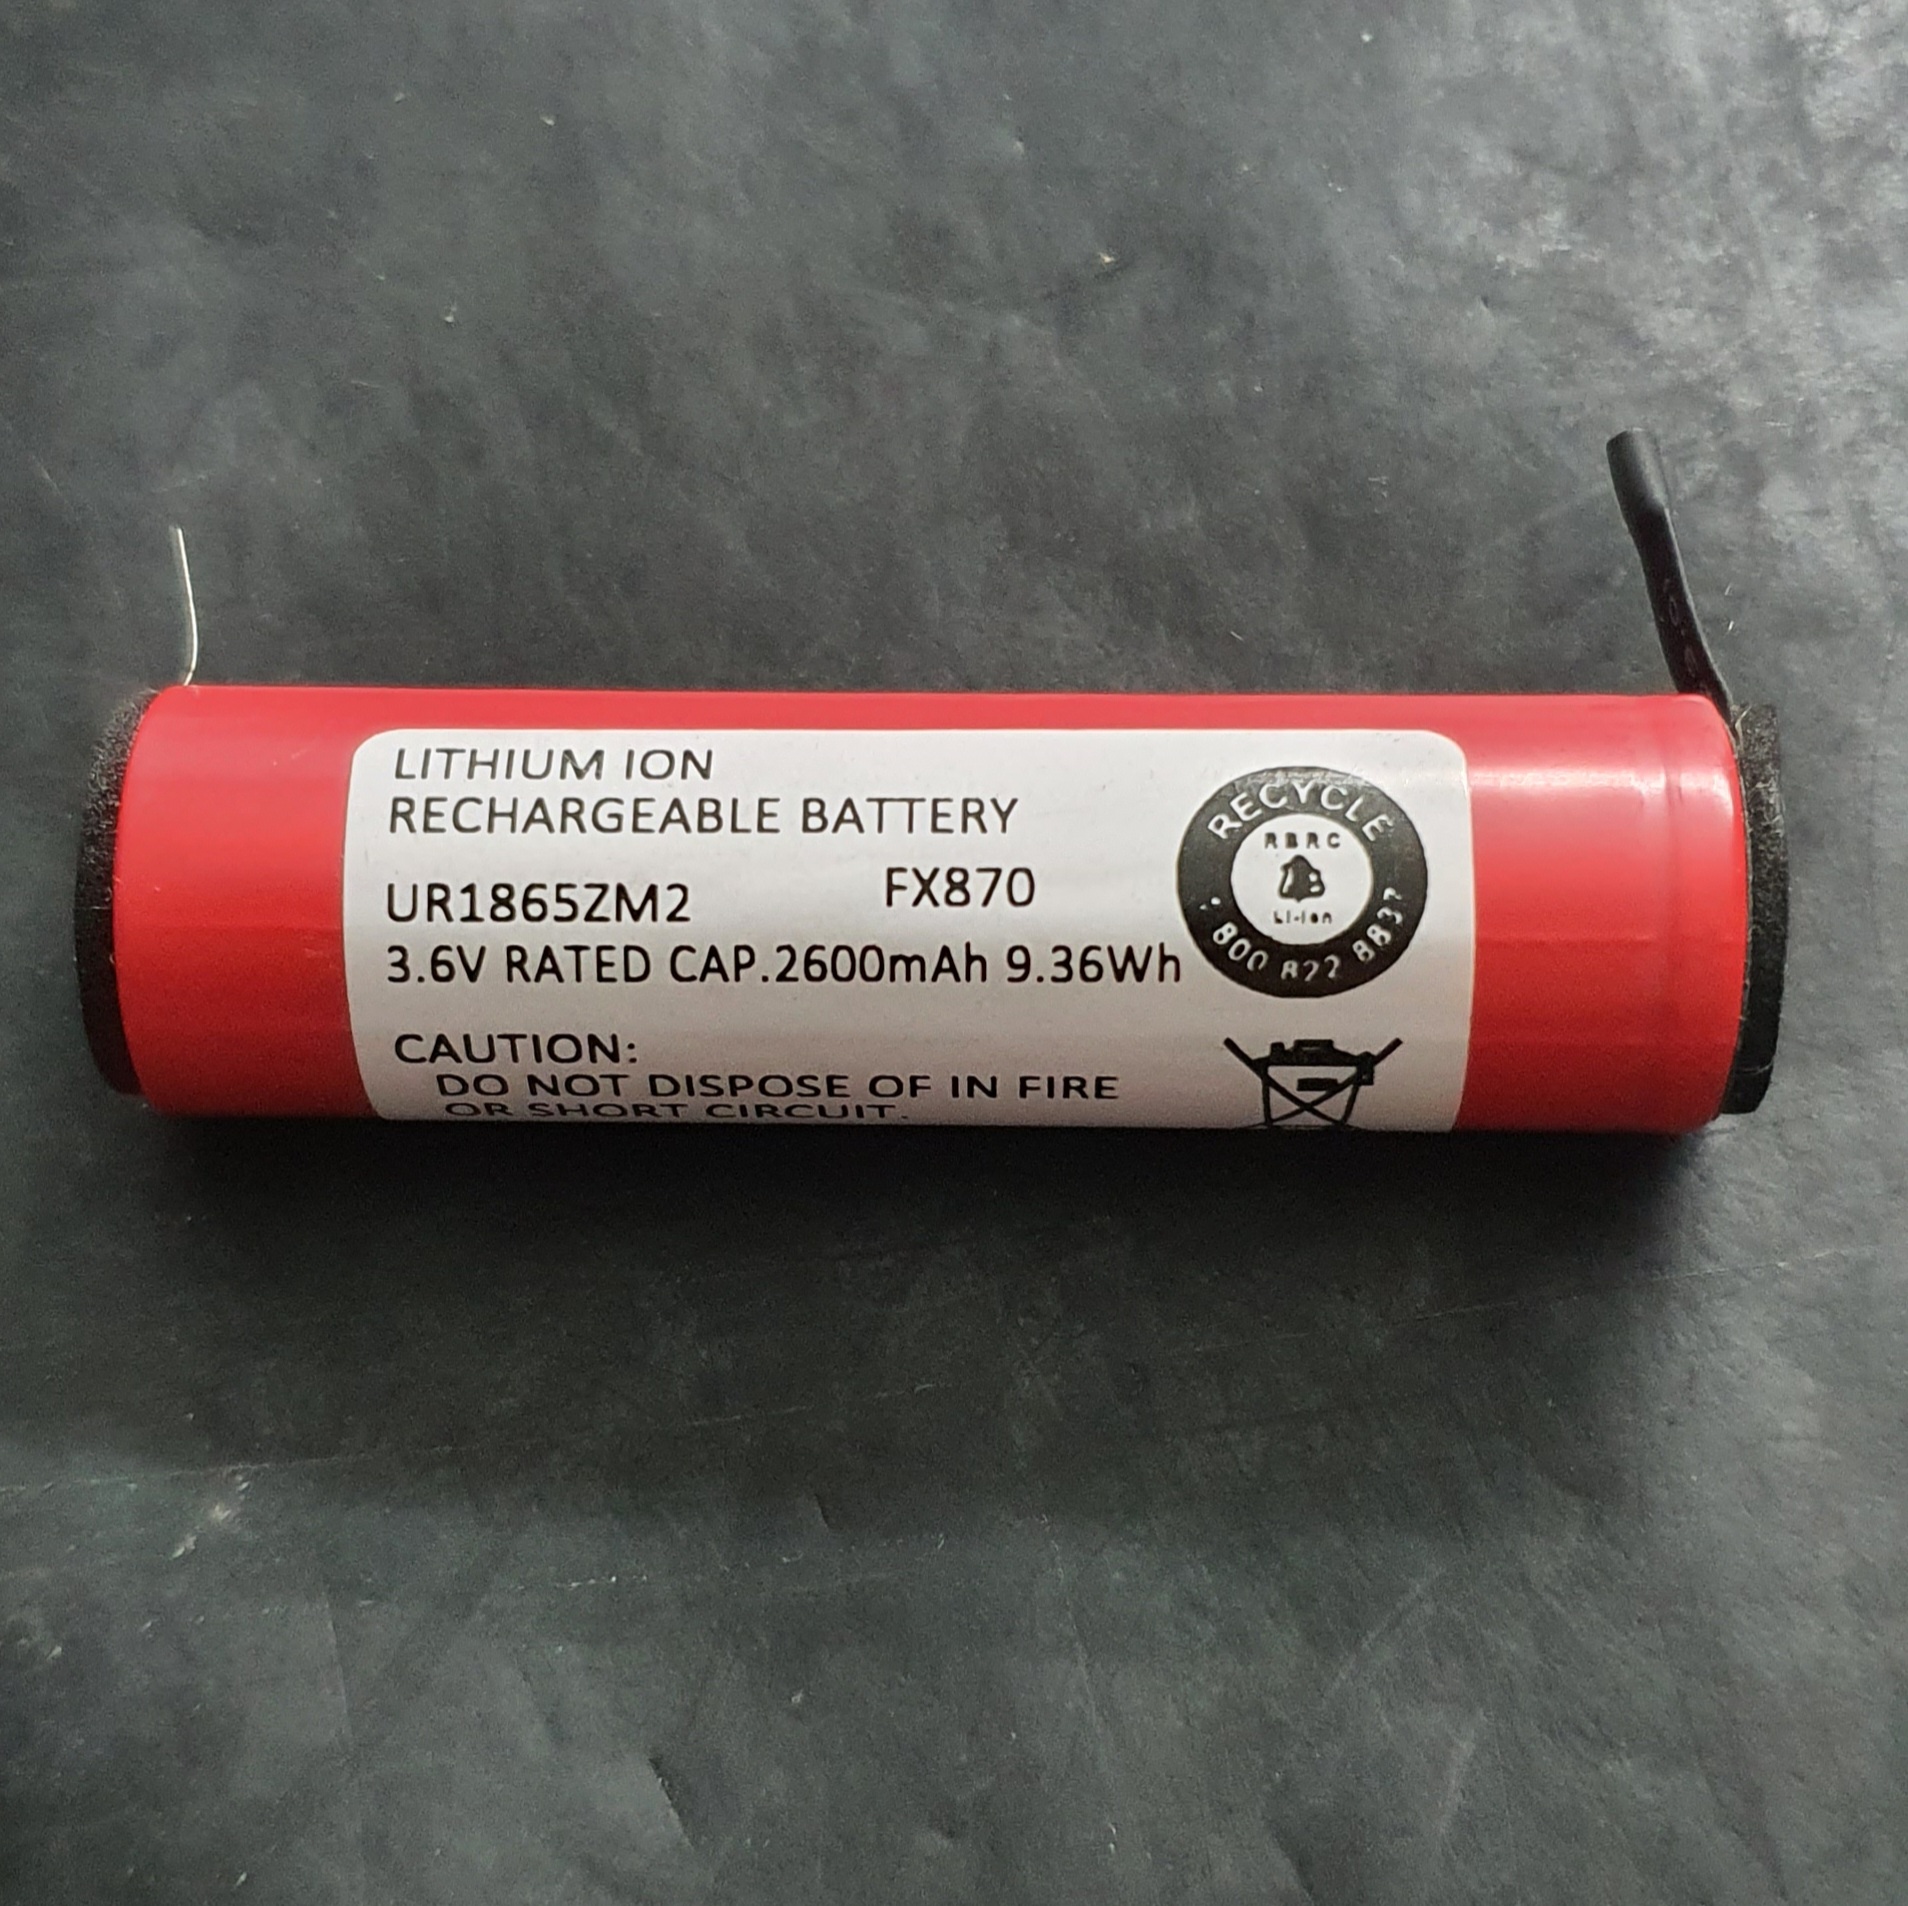 LITHIUM ION
RECHARGEABLE BATTERY
UR1865ZM2 FX870
3.6V RATED CAP.2600mAh 9.36Wh
CAUTION:
DO NOT DISPOSE OF IN FIRE
OR SHORT CIRCUIT.
RECYCLE
RBRC
Li-Ion
800 822 8837